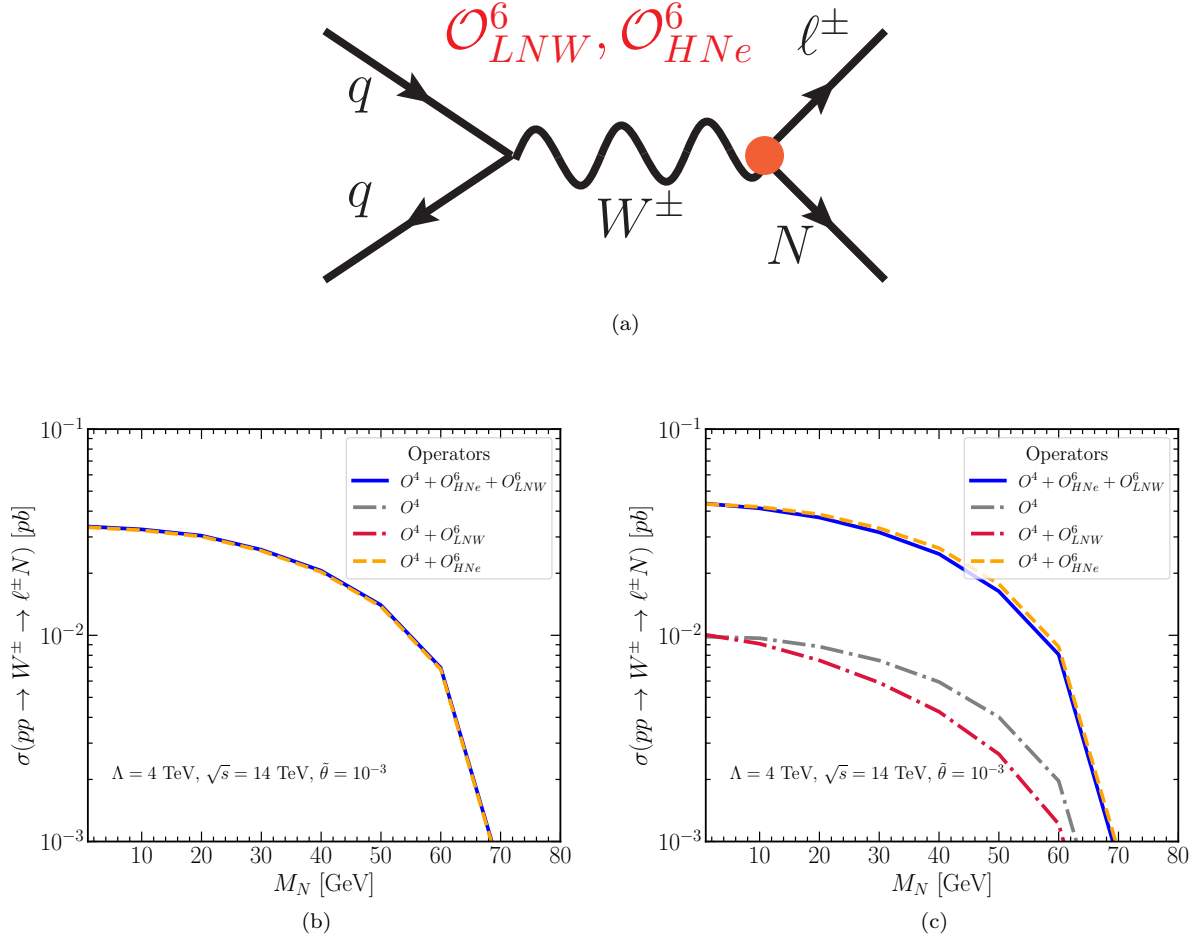 𝒪⁶_LNW, 𝒪⁶_HNe
ℓ±
q
q
W±
N
(a)
10⁻¹
10⁻²
10⁻³
σ(pp → W± → ℓ±N) [pb]
Operators
O⁴ + O⁶_HNe + O⁶_LNW
O⁴
O⁴ + O⁶_LNW
O⁴ + O⁶_HNe
Λ = 4 TeV, √s = 14 TeV, θ̃ = 10⁻³
10 20 30 40 50 60 70 80
M_N [GeV]
(b)
10⁻¹
10⁻²
10⁻³
σ(pp → W± → ℓ±N) [pb]
Operators
O⁴ + O⁶_HNe + O⁶_LNW
O⁴
O⁴ + O⁶_LNW
O⁴ + O⁶_HNe
Λ = 4 TeV, √s = 14 TeV, θ̃ = 10⁻³
10 20 30 40 50 60 70 80
M_N [GeV]
(c)